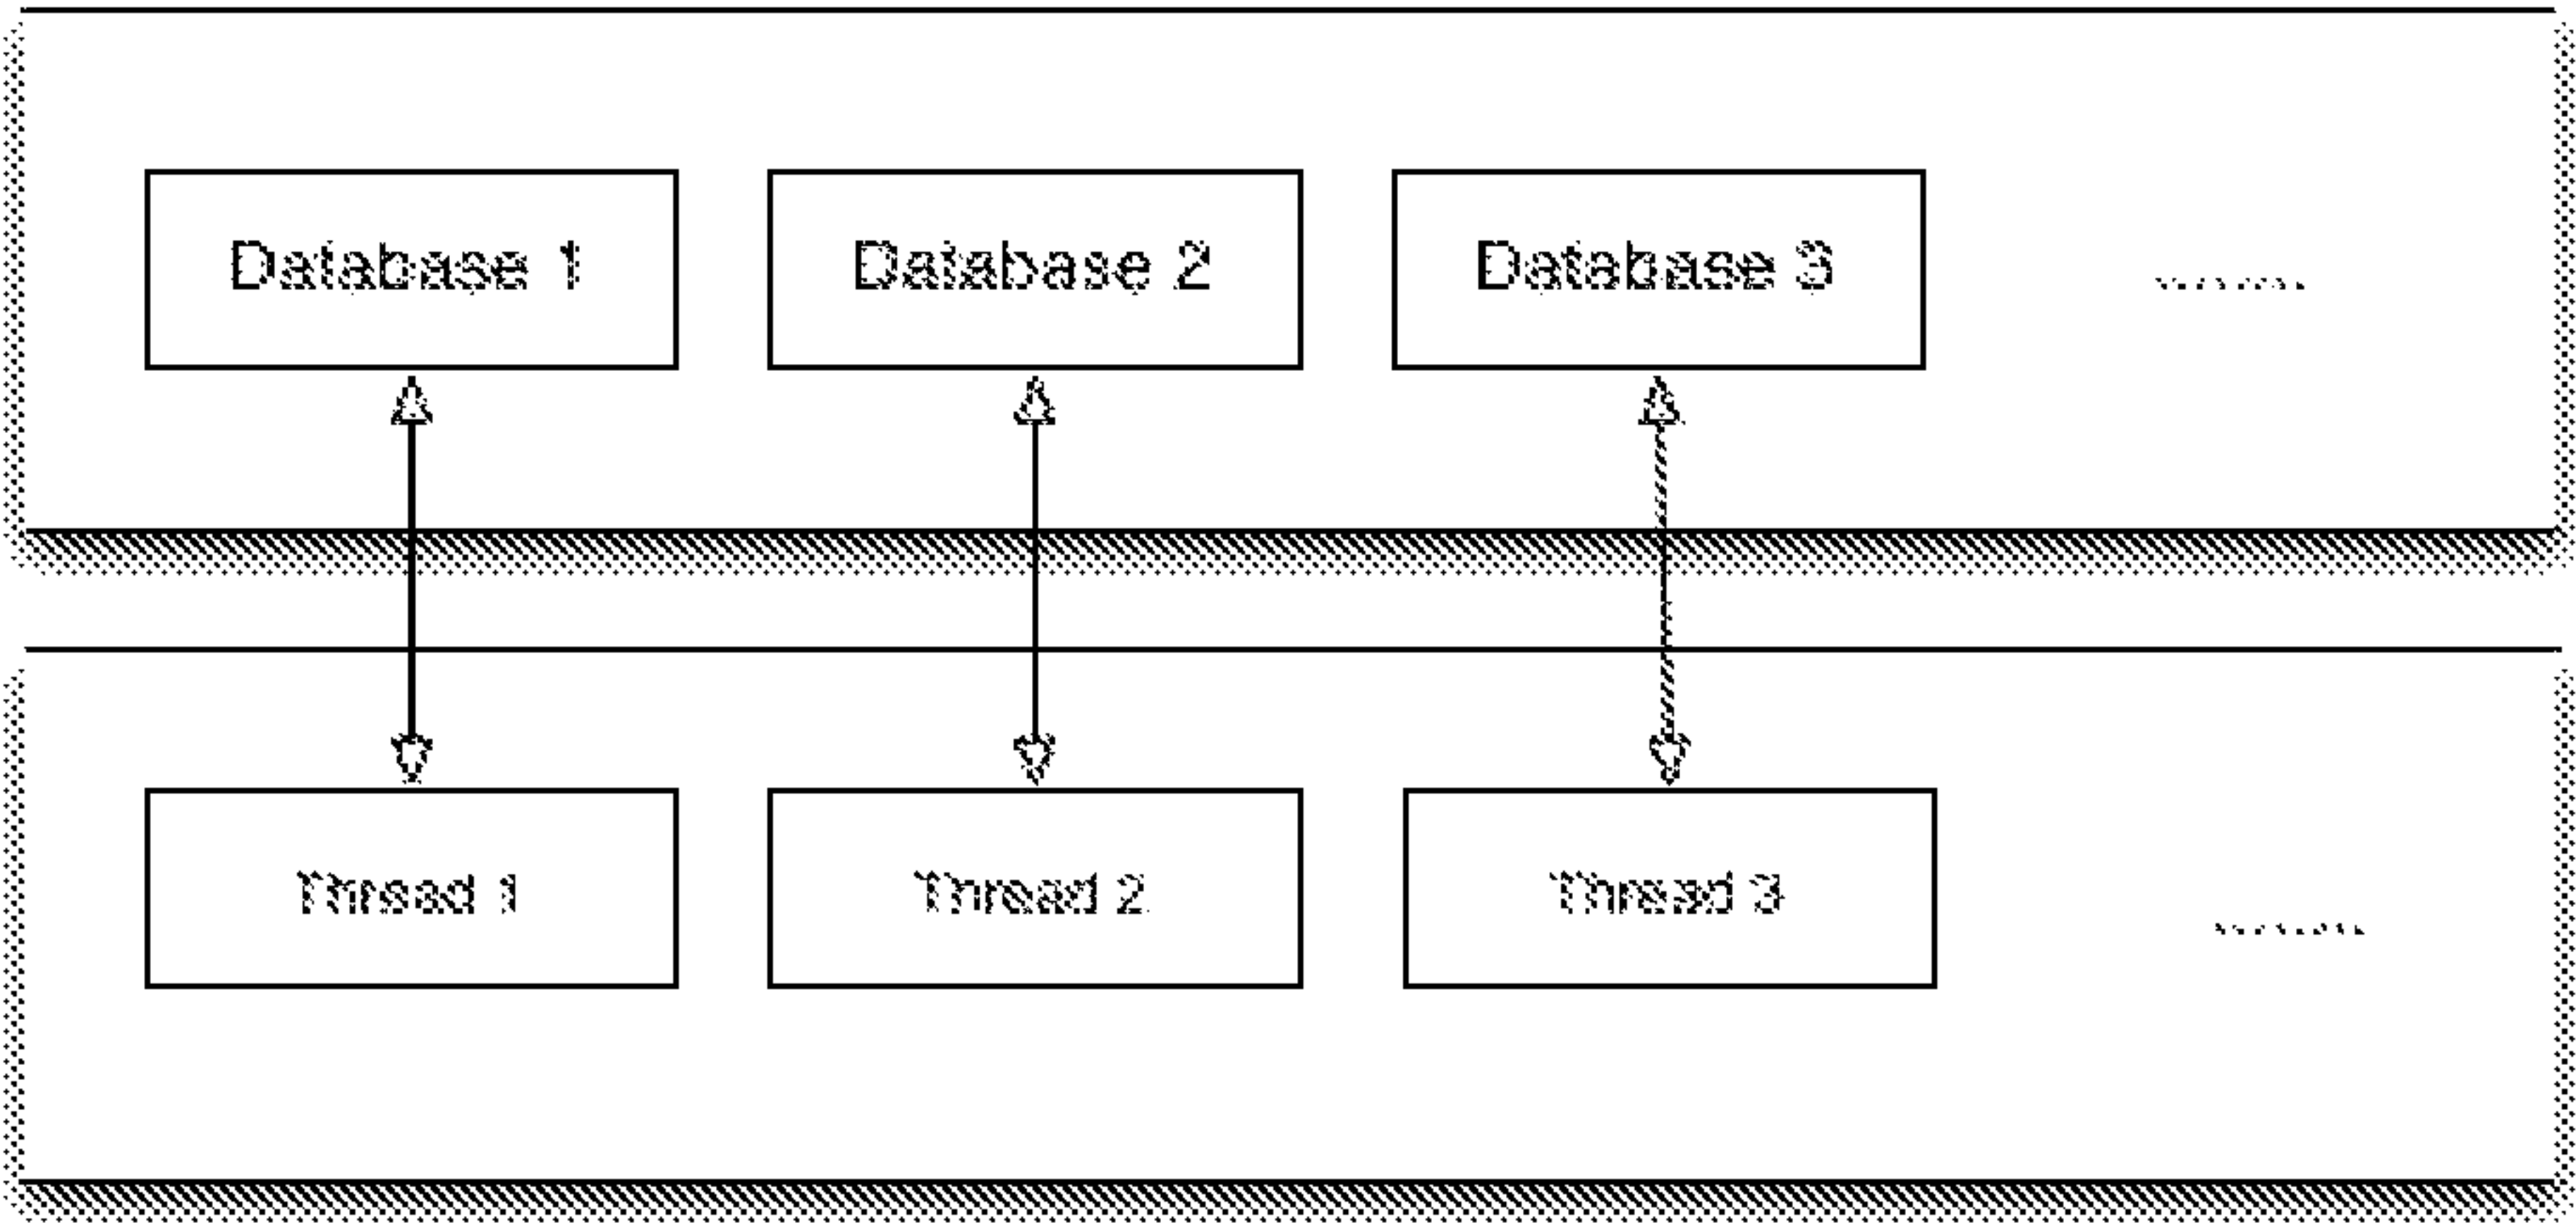 Database 1
Database 2
Database 3
........
Thread 1
Thread 2
Thread 3
........